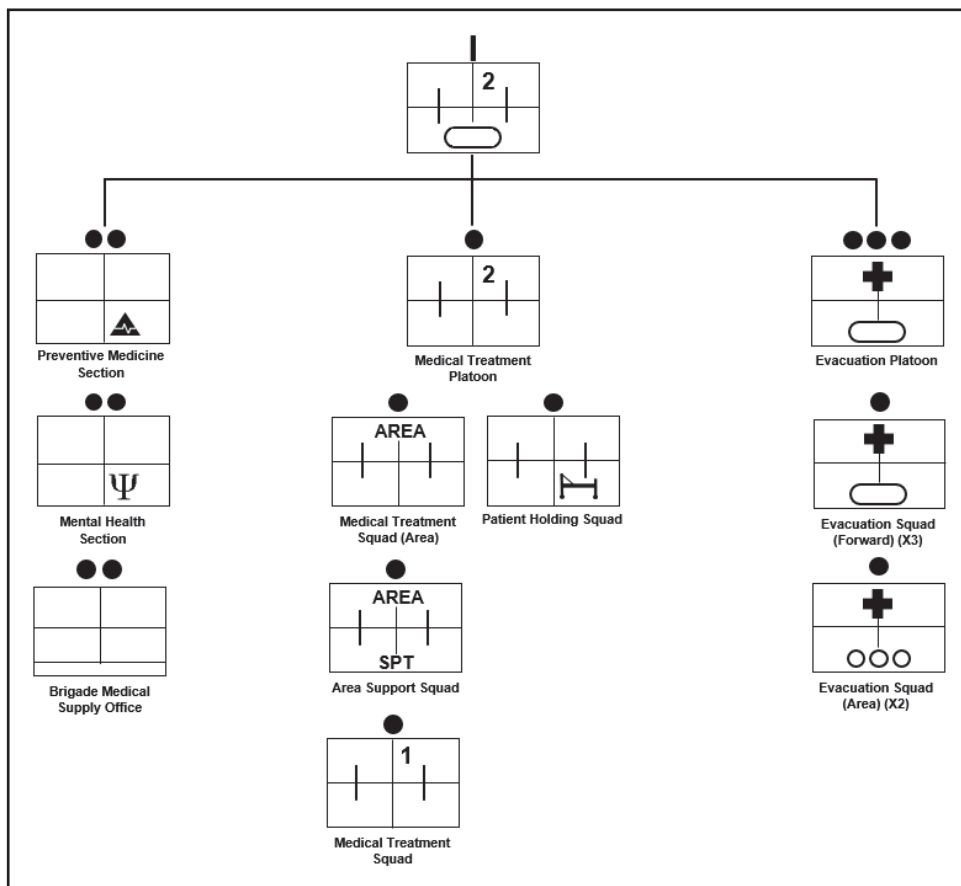 2
2
Preventive Medicine
Section
Medical Treatment
Platoon
Evacuation Platoon
AREA
Ψ
Mental Health
Section
Medical Treatment
Squad (Area)
Patient Holding Squad
Evacuation Squad
(Forward) (X3)
AREA
SPT
Brigade Medical
Supply Office
Area Support Squad
Evacuation Squad
(Area) (X2)
1
Medical Treatment
Squad